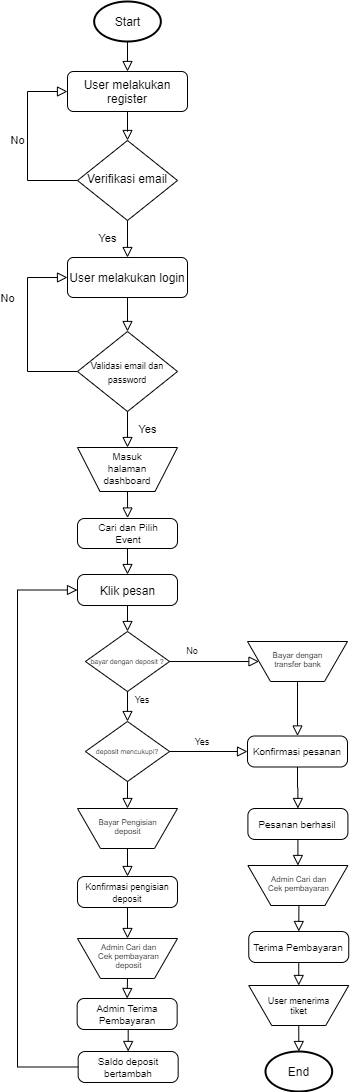 Start
User melakukan
register
No
Verifikasi email
Yes
User melakukan login
No
Validasi email dan
password
Yes
Masuk
halaman
dashboard
Cari dan Pilih
Event
Klik pesan
bayar dengan deposit ?
No
Bayar dengan
transfer bank
Yes
deposit mencukupi?
Yes
Konfirmasi pesanan
Bayar Pengisian
deposit
Pesanan berhasil
Konfirmasi pengisian
deposit
Admin Cari dan
Cek pembayaran
Admin Cari dan
Cek pembayaran
deposit
Terima Pembayaran
Admin Terima
Pembayaran
User menerima
tiket
Saldo deposit
bertambah
End